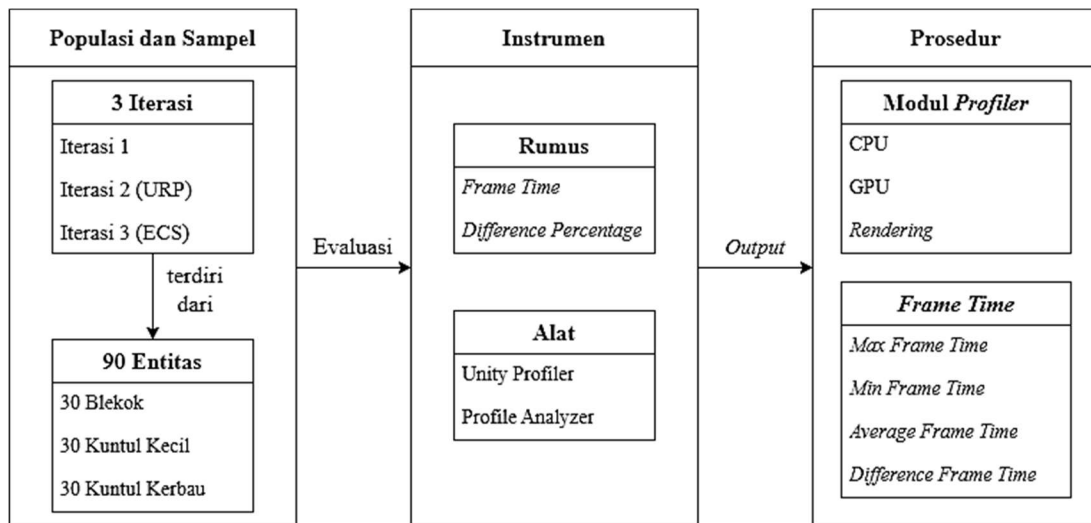 Populasi dan Sampel
3 Iterasi
Iterasi 1
Iterasi 2 (URP)
Iterasi 3 (ECS)
terdiri
dari
90 Entitas
30 Blekok
30 Kuntul Kecil
30 Kuntul Kerbau
Evaluasi
Instrumen
Rumus
Frame Time
Difference Percentage
Alat
Unity Profiler
Profile Analyzer
Output
Prosedur
Modul Profiler
CPU
GPU
Rendering
Frame Time
Max Frame Time
Min Frame Time
Average Frame Time
Difference Frame Time